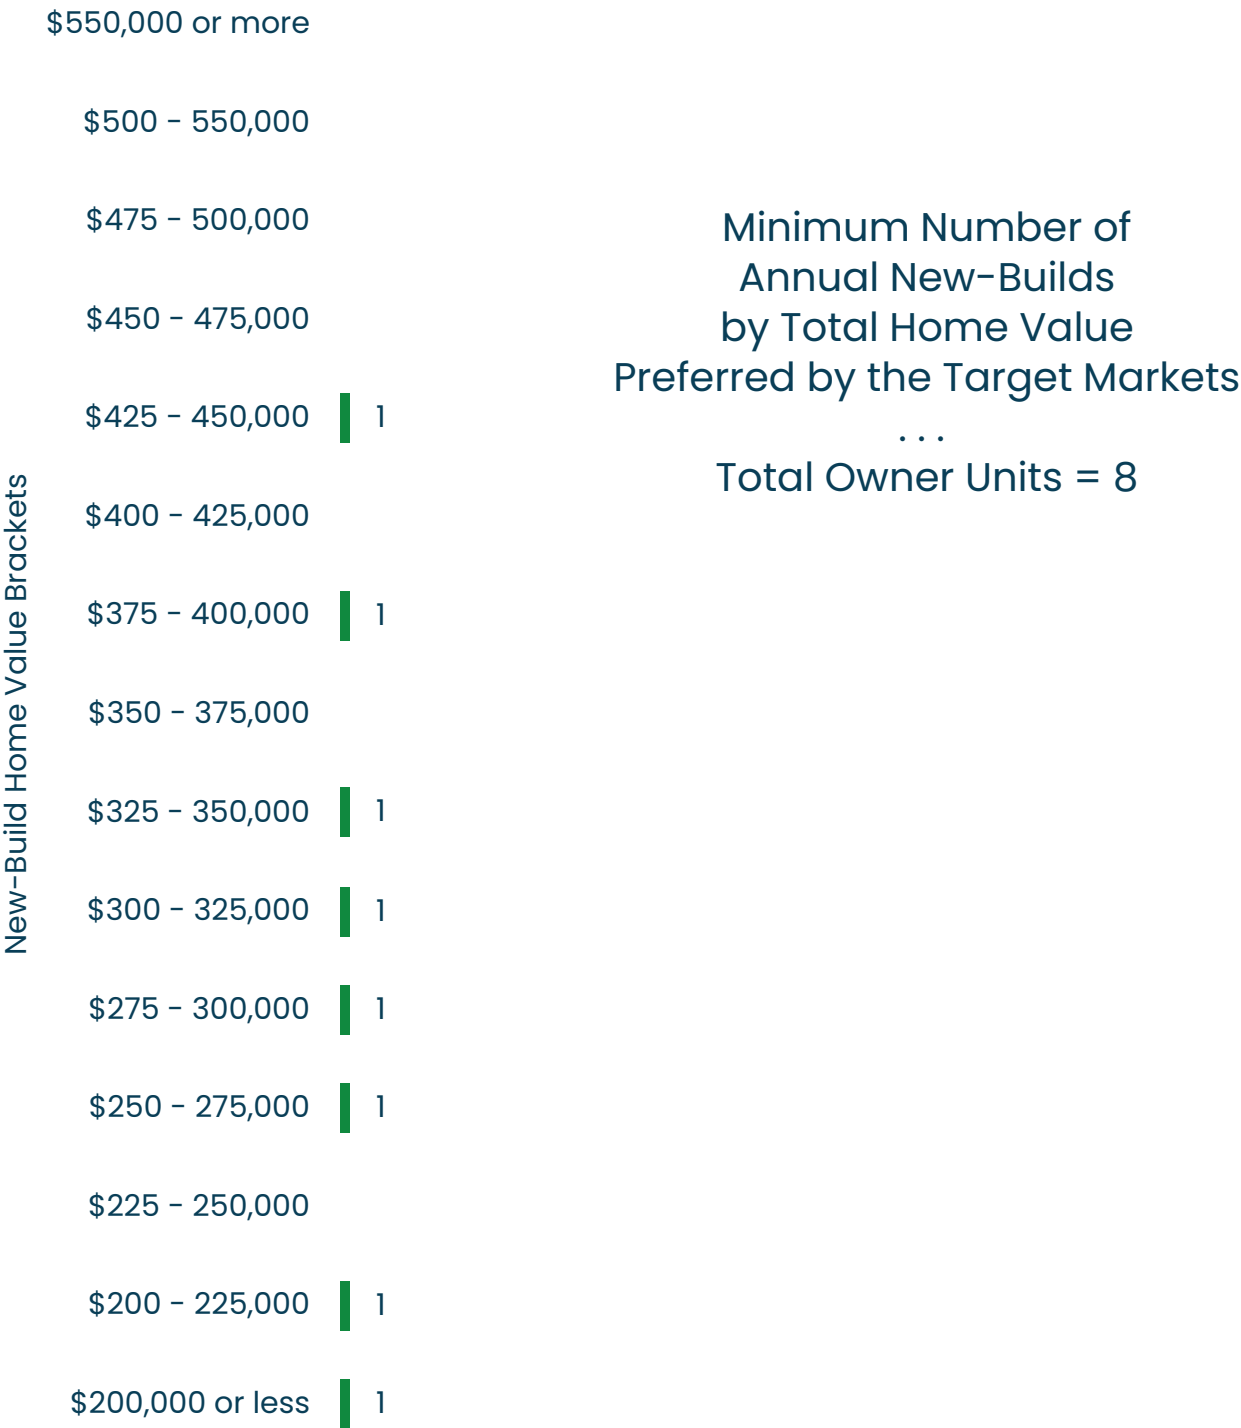 $550,000 or more
$500 - 550,000
$475 - 500,000
$450 - 475,000
$425 - 450,000 1
$400 - 425,000
$375 - 400,000 1
$350 - 375,000
$325 - 350,000 1
$300 - 325,000 1
$275 - 300,000 1
$250 - 275,000 1
$225 - 250,000
$200 - 225,000 1
$200,000 or less 1
New-Build Home Value Brackets
Minimum Number of
Annual New-Builds
by Total Home Value
Preferred by the Target Markets
. . .
Total Owner Units = 8